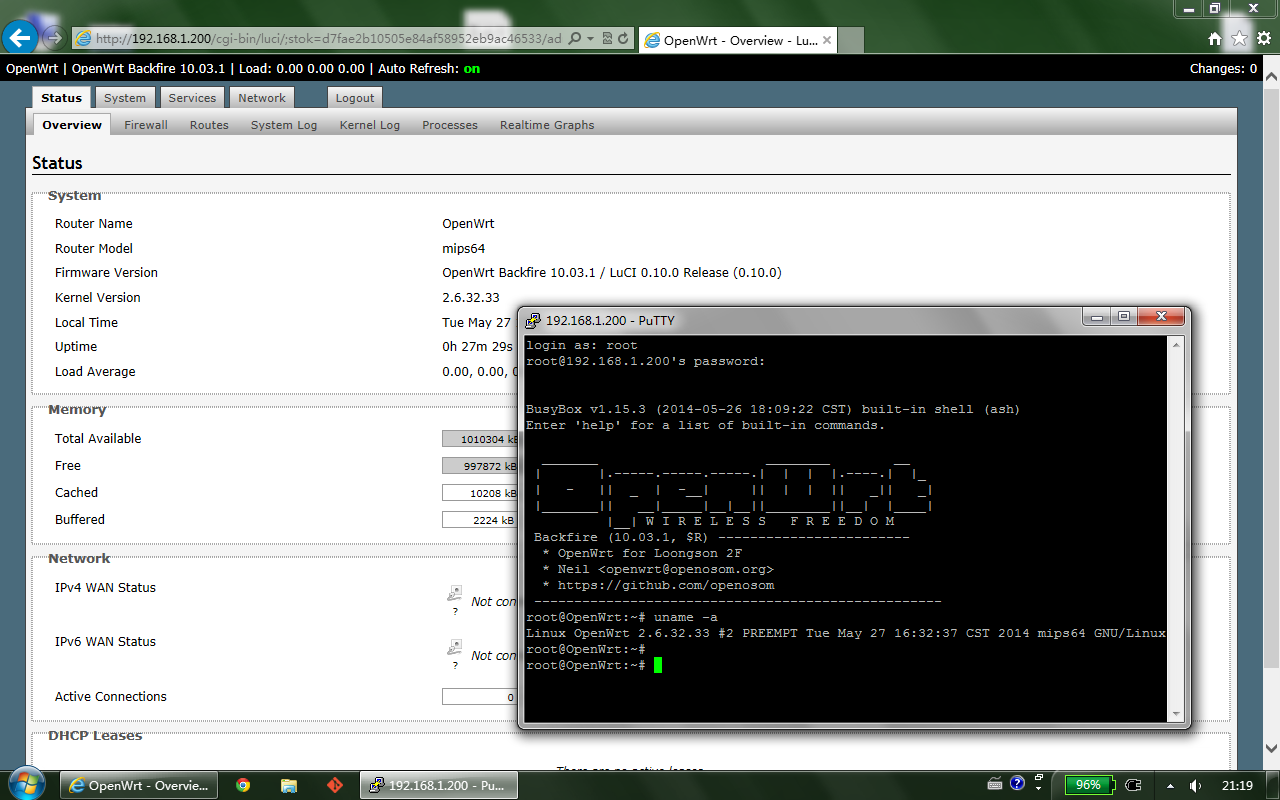 http://192.168.1.200/cgi-bin/luci/;stok=d7fae2b10505e84af58952eb9ac46533/ad
OpenWrt - Overview - Lu...
OpenWrt | OpenWrt Backfire 10.03.1 | Load: 0.00 0.00 0.00 | Auto Refresh: on
Changes: 0
Status System Services Network Logout
Overview Firewall Routes System Log Kernel Log Processes Realtime Graphs
Status
System
Router Name OpenWrt
Router Model mips64
Firmware Version OpenWrt Backfire 10.03.1 / LuCI 0.10.0 Release (0.10.0)
Kernel Version 2.6.32.33
Local Time Tue May 27
Uptime 0h 27m 29s
Load Average 0.00, 0.00, 0
Memory
Total Available 1010304 kB
Free 997872 kB
Cached 10208 kB
Buffered 2224 kB
Network
IPv4 WAN Status ? Not con
IPv6 WAN Status ? Not con
Active Connections 0
DHCP Leases
There are no active leases
192.168.1.200 - PuTTY
login as: root
root@192.168.1.200's password:
BusyBox v1.15.3 (2014-05-26 18:09:22 CST) built-in shell (ash)
Enter 'help' for a list of built-in commands.
OpenWrt
W I R E L E S S   F R E E D O M
Backfire (10.03.1, $R) ------------------------
* OpenWrt for Loongson 2F
* Neil <openwrt@openosom.org>
* https://github.com/openosom
---------------------------------------------------
root@OpenWrt:~# uname -a
Linux OpenWrt 2.6.32.33 #2 PREEMPT Tue May 27 16:32:37 CST 2014 mips64 GNU/Linux
root@OpenWrt:~#
root@OpenWrt:~#
OpenWrt - Overvie...
192.168.1.200 - Pu...
96%
21:19